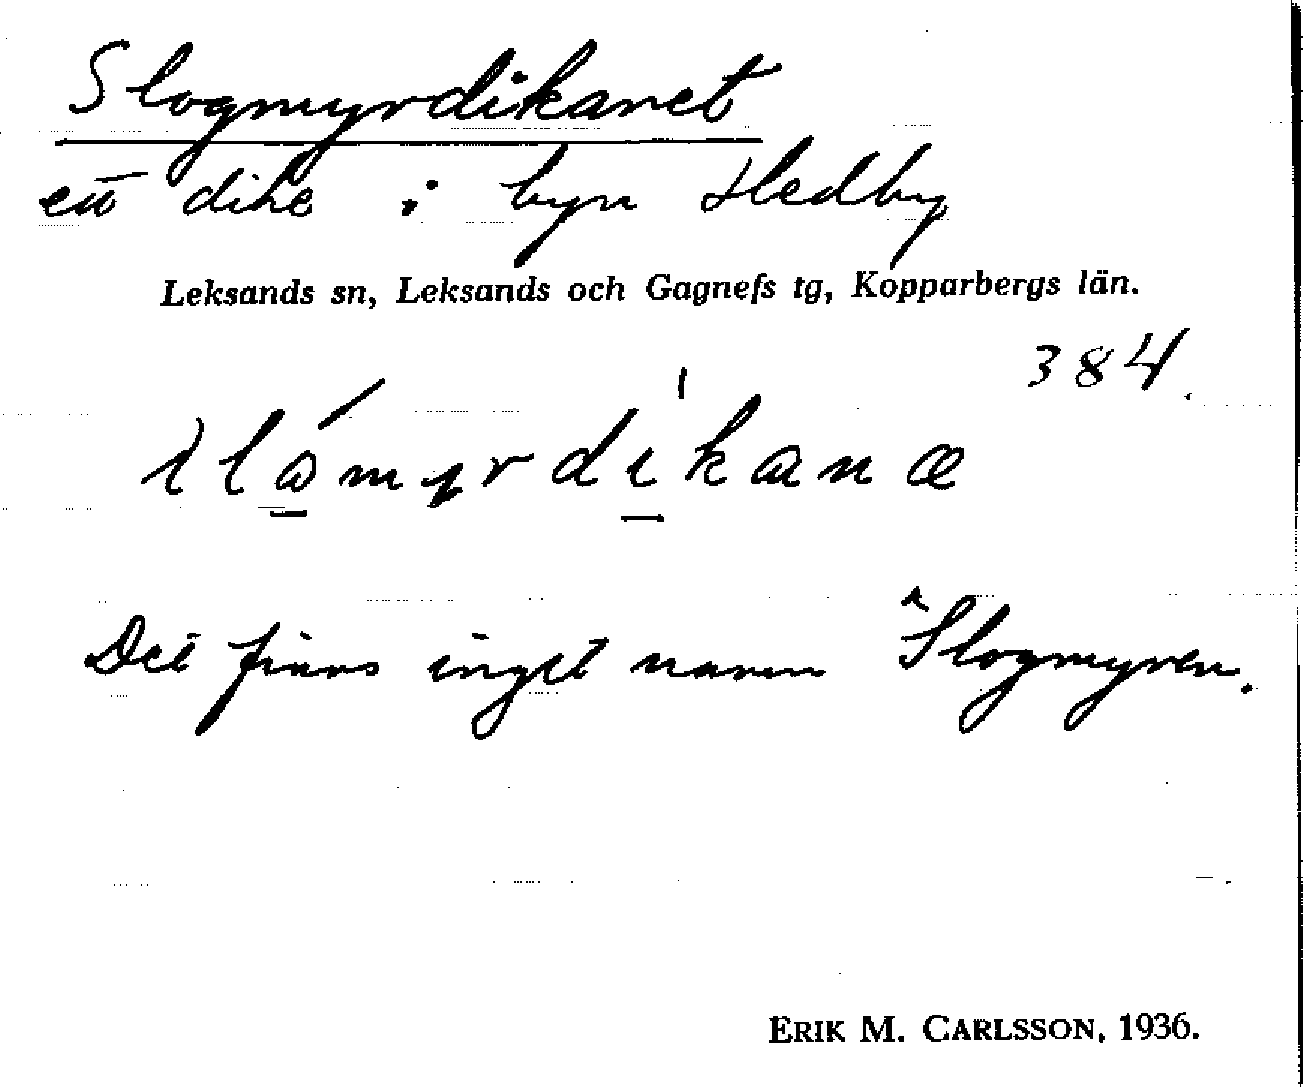 Slogmyrdikanet
ett dike i byn Hedby
Leksands sn, Leksands och Gagnefs tg, Kopparbergs län.
384.
Det finns inget namn *Slogmyren.
ERIK M. CARLSSON, 1936.